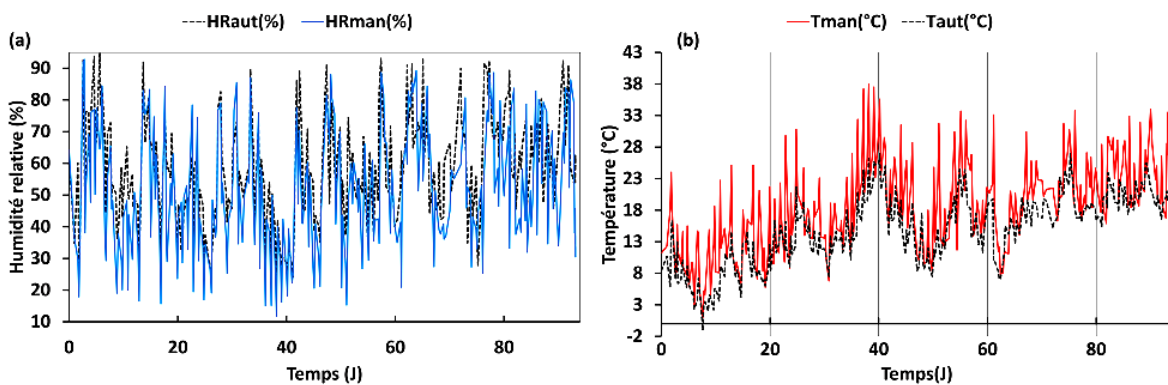 HRaut(%) HRman(%)
(a)
Humidité relative (%)
90
80
70
60
50
40
30
20
10
0 20 40 60 80
Temps (J)
Tman(°C) Taut(°C)
(b)
Température (°C)
43
38
33
28
23
18
13
8
3
-2
0 20 40 60 80
Temps(J)